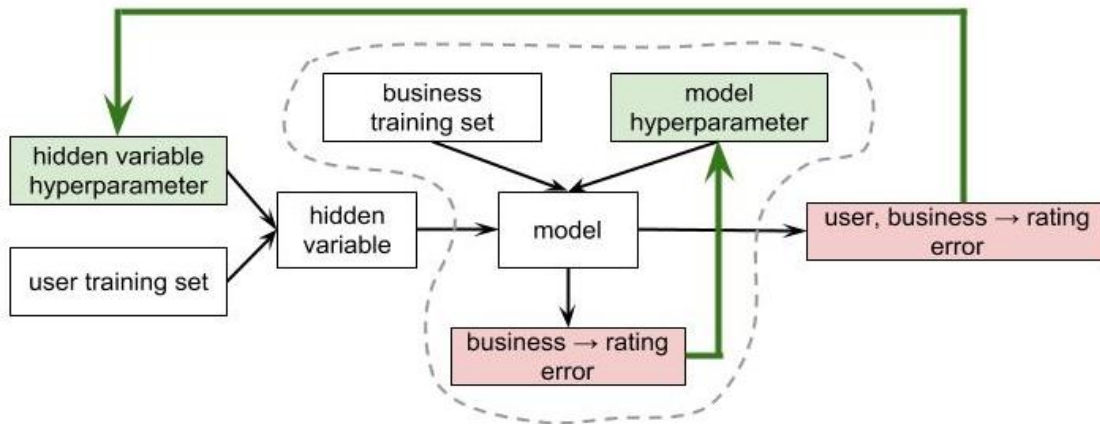 business
training set
model
hyperparameter
hidden variable
hyperparameter
hidden
variable
model
user, business → rating
error
user training set
business → rating
error